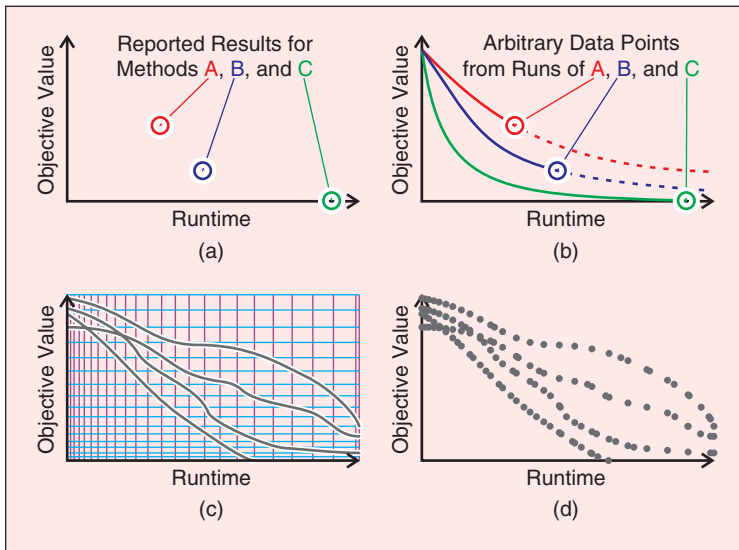 Reported Results for
Methods A, B, and C
Objective Value
Runtime
(a)
Arbitrary Data Points
from Runs of A, B, and C
Objective Value
Runtime
(b)
Objective Value
Runtime
(c)
Objective Value
Runtime
(d)